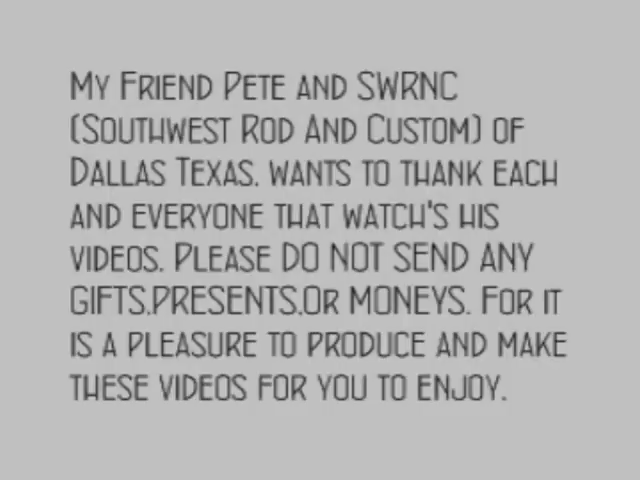 My Friend Pete and SWRNC
(Southwest Rod And Custom) of
Dallas Texas. wants to thank each
and everyone that watch's his
videos. Please DO NOT SEND ANY
GIFTS.PRESENTS.Or MONEYS. For it
is a pleasure to produce and make
these videos for you to enjoy.